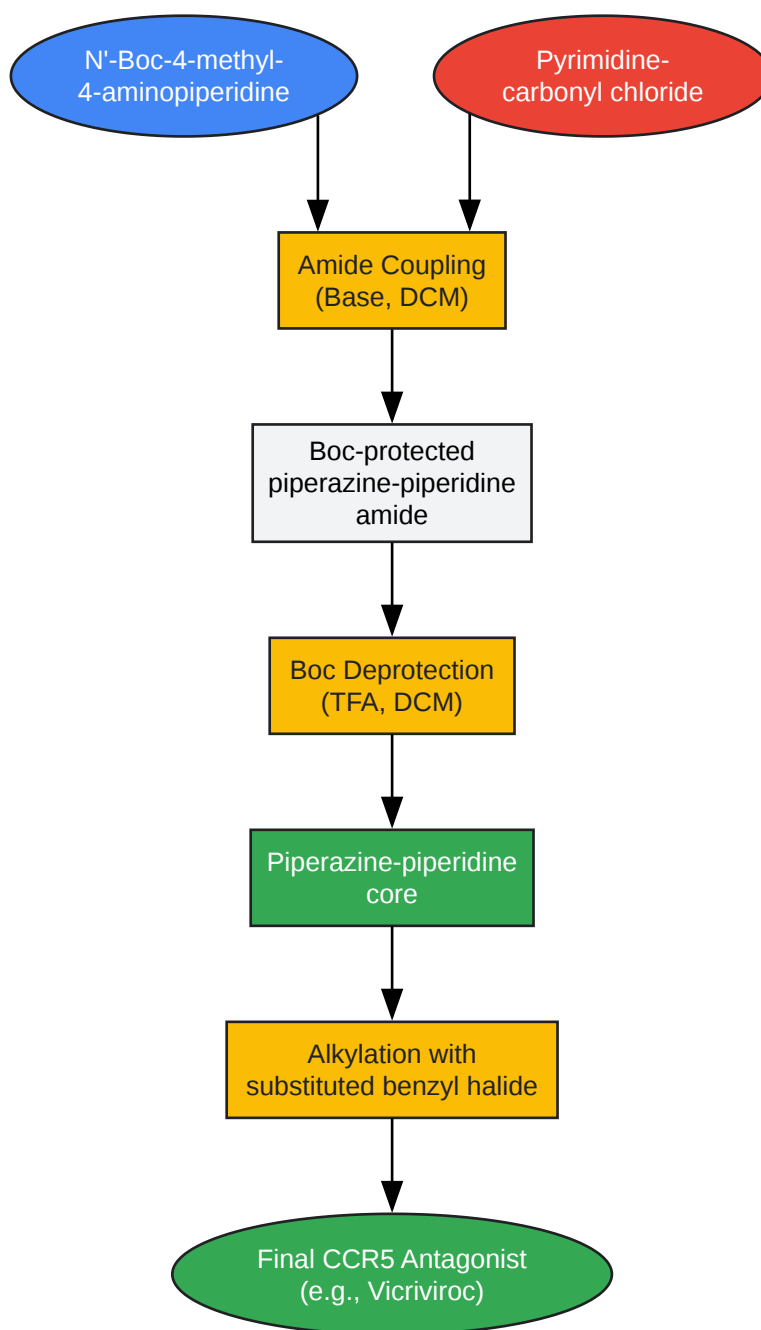 N'-Boc-4-methyl-
4-aminopiperidine
Pyrimidine-
carbonyl chloride
Amide Coupling
(Base, DCM)
Boc-protected
piperazine-piperidine
amide
Boc Deprotection
(TFA, DCM)
Piperazine-piperidine
core
Alkylation with
substituted benzyl halide
Final CCR5 Antagonist
(e.g., Vicriviroc)